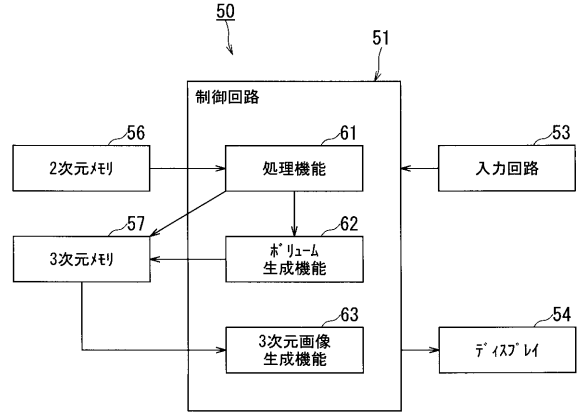 50
51
制御回路
56
2次元メモリ
61
処理機能
53
入力回路
57
3次元メモリ
62
ボリューム
生成機能
63
3次元画像
生成機能
54
ディスプレイ